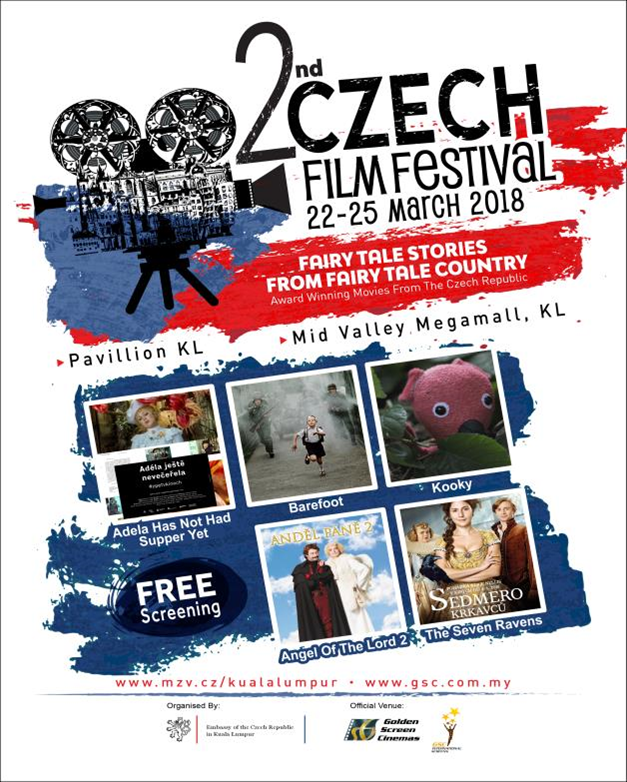 2nd CZECH
FILM FESTIVAL
22-25 March 2018
FAIRY TALE STORIES
FROM FAIRY TALE COUNTRY
Award Winning Movies From The Czech Republic
Pavillion KL
Mid Valley Megamall, KL
Adéla ještě
nevečeřela
Adela Has Not Had
Supper Yet
Barefoot
Kooky
FREE
Screening
ANDĚL PÁNĚ 2
Angel Of The Lord 2
SEDMERO
KRKAVCŮ
The Seven Ravens
www.mzv.cz/kualalumpur • www.gsc.com.my
Organised By:
Embassy of the Czech Republic
in Kuala Lumpur
Official Venue:
Golden
Screen
Cinemas
GSC
INTERNATIONAL
SCREENS